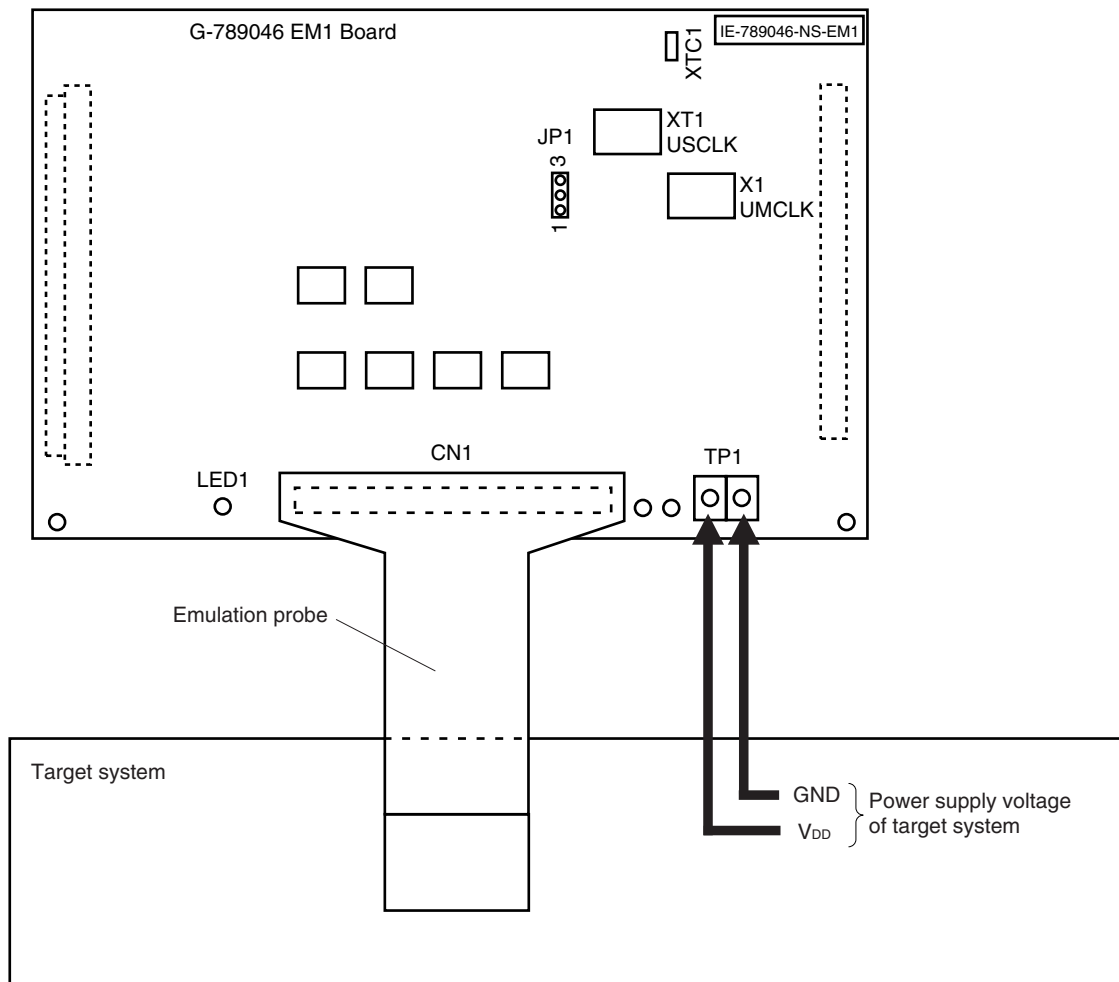 G-789046 EM1 Board
IE-789046-NS-EM1
XTC1
XT1
USCLK
JP1
3
1
X1
UMCLK
CN1
TP1
LED1
Emulation probe
Target system
GND
VDD
Power supply voltage
of target system